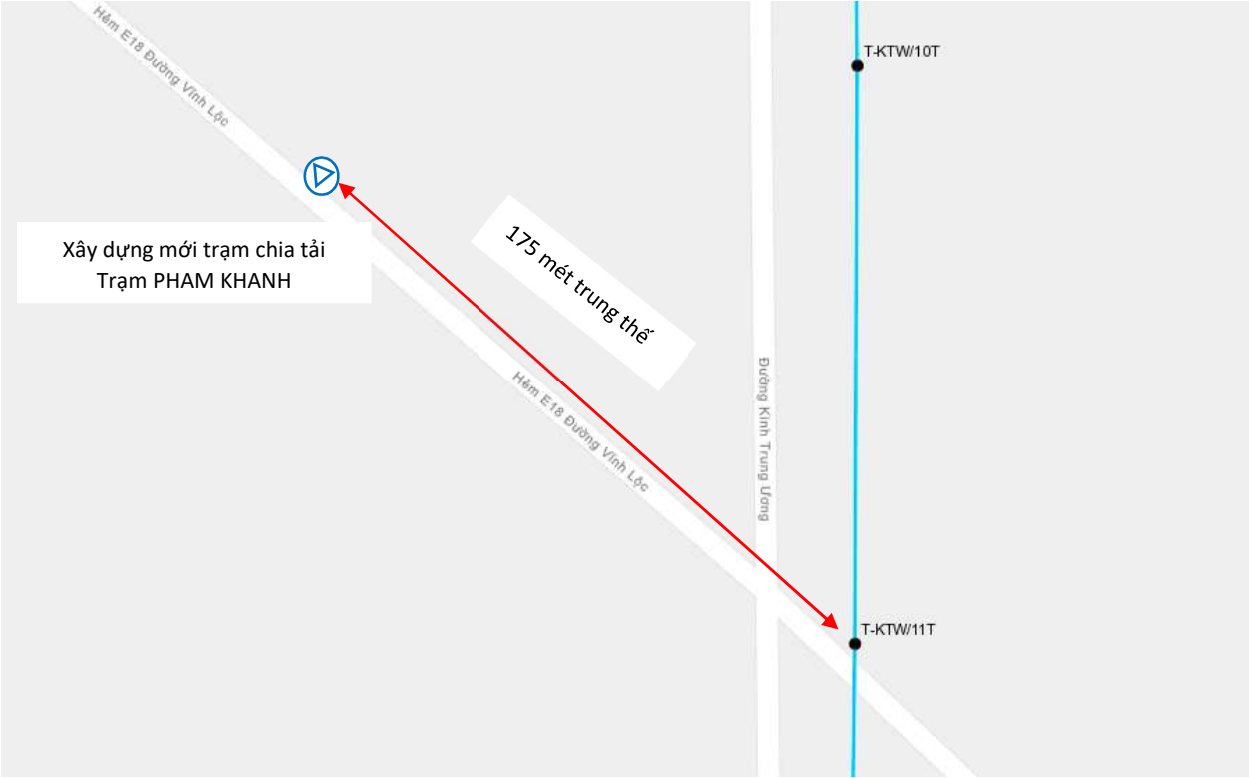 Hẻm E18 Đường Vĩnh Lộc
T-KTW/10T
Xây dựng mới trạm chia tải
Trạm PHAM KHANH
175 mét trung thế
Hẻm E18 Đường Vĩnh Lộc
Đường Kinh Trung Ương
T-KTW/11T